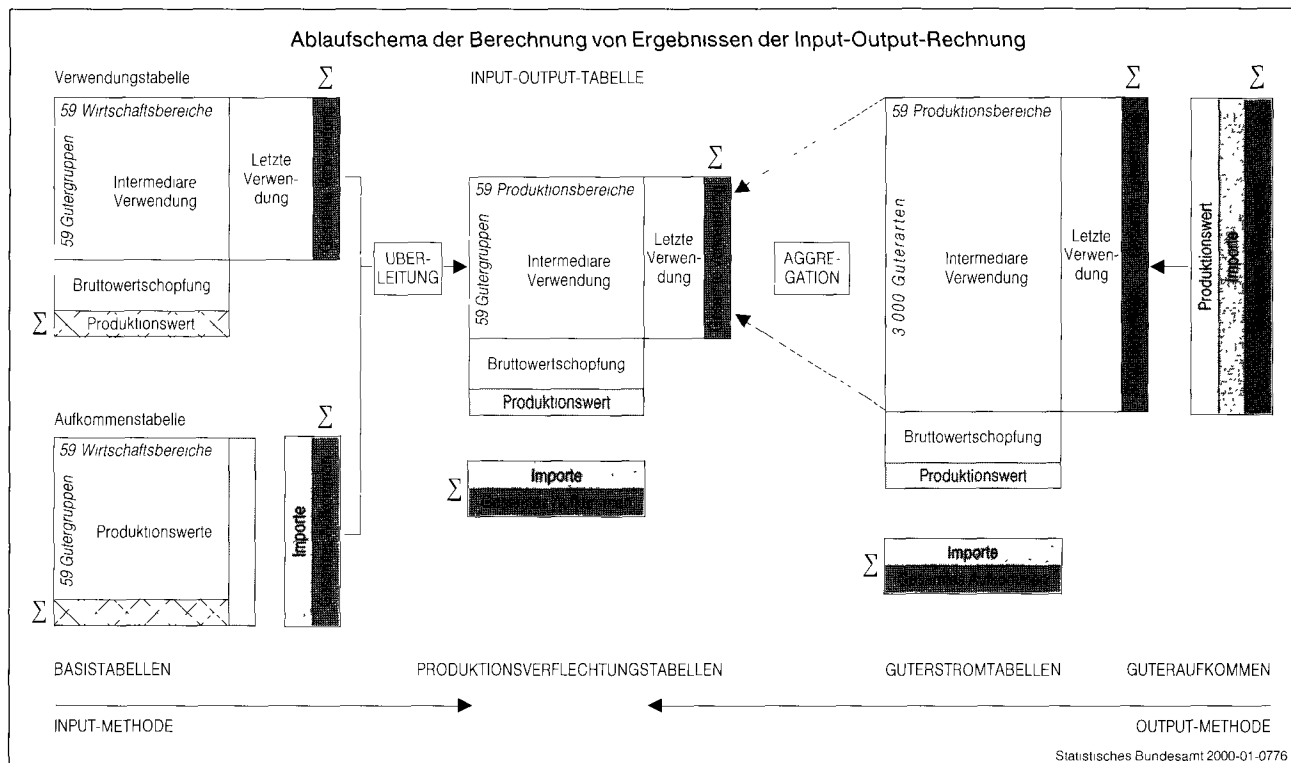 Ablaufschema der Berechnung von Ergebnissen der Input-Output-Rechnung
Verwendungstabelle
Σ
59 Wirtschaftsbereiche
59 Gutergruppen
Intermediare
Verwendung
Letzte
Verwen-
dung
Bruttowertschopfung
Σ
Produktionswert
Aufkommenstabelle
Σ
59 Wirtschaftsbereiche
59 Gutergruppen
Produktionswerte
Importe
Σ
UBER-
LEITUNG
INPUT-OUTPUT-TABELLE
Σ
59 Produktionsbereiche
59 Gutergruppen
Intermediare
Verwendung
Letzte
Verwen-
dung
Bruttowertschopfung
Produktionswert
Σ
Importe
AGGRE-
GATION
Σ
59 Produktionsbereiche
3 000 Guterarten
Intermediare
Verwendung
Letzte
Verwen-
dung
Bruttowertschopfung
Produktionswert
Σ
Importe
Σ
Produktionswert
Importe
BASISTABELLEN
PRODUKTIONSVERFLECHTUNGSTABELLEN
GUTERSTROMTABELLEN
GUTERAUFKOMMEN
INPUT-METHODE
OUTPUT-METHODE
Statistisches Bundesamt 2000-01-0776